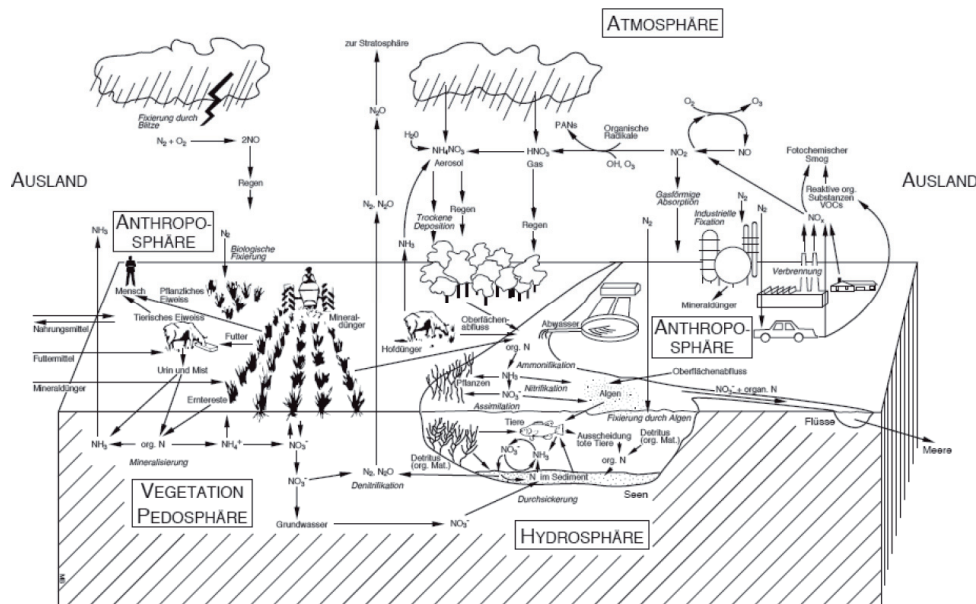 ATMOSPHÄRE
zur Stratosphäre
Fixierung durch
Blitze
N₂ + O₂
2NO
Regen
N₂O
H₂O
NH₄NO₃
Aerosol
HNO₃
Gas
PANs
Organische
Radikale
OH, O₃
NO₂
NO
O₂
O₃
Fotochemischer
Smog
Reaktive org.
Substanzen
VOCs
NOₓ
AUSLAND
AUSLAND
ANTHROPO-
SPHÄRE
NH₃
N₂
Biologische
Fixierung
N₂, N₂O
Trockene
Deposition
Regen
Regen
NH₃
N₂
Gasförmige
Absorption
Industrielle
Fixation
N₂
N₂
Verbrennung
Mineraldünger
Mensch
Pflanzliches
Eiweiss
Tierisches Eiweiss
Mineral-
dünger
Nahrungsmittel
Futter
Futtermittel
Urin und Mist
Mineraldünger
Erntereste
Hofdünger
Oberflächen-
abfluss
Abwasser
org. N
ANTHROPO-
SPHÄRE
Ammonifikation
Oberflächenabfluss
Pflanzen
NH₃
Nitrifikation
NO₃⁻
Algen
Assimilation
NO₃⁻ + organ. N
Fixierung durch Algen
Flüsse
Meere
NH₃
org. N
NH₄⁺
NO₃⁻
Mineralisierung
Tiere
Ausscheidung
tote Tiere
Detritus
(org. Mat.)
NO₃⁻
NH₃
org. N
Detritus
(org. Mat.)
N im Sediment
Seen
N₂, N₂O
Denitrifikation
NO₃⁻
Durchsickerung
VEGETATION
PEDOSPHÄRE
Grundwasser
NO₃⁻
HYDROSPHÄRE